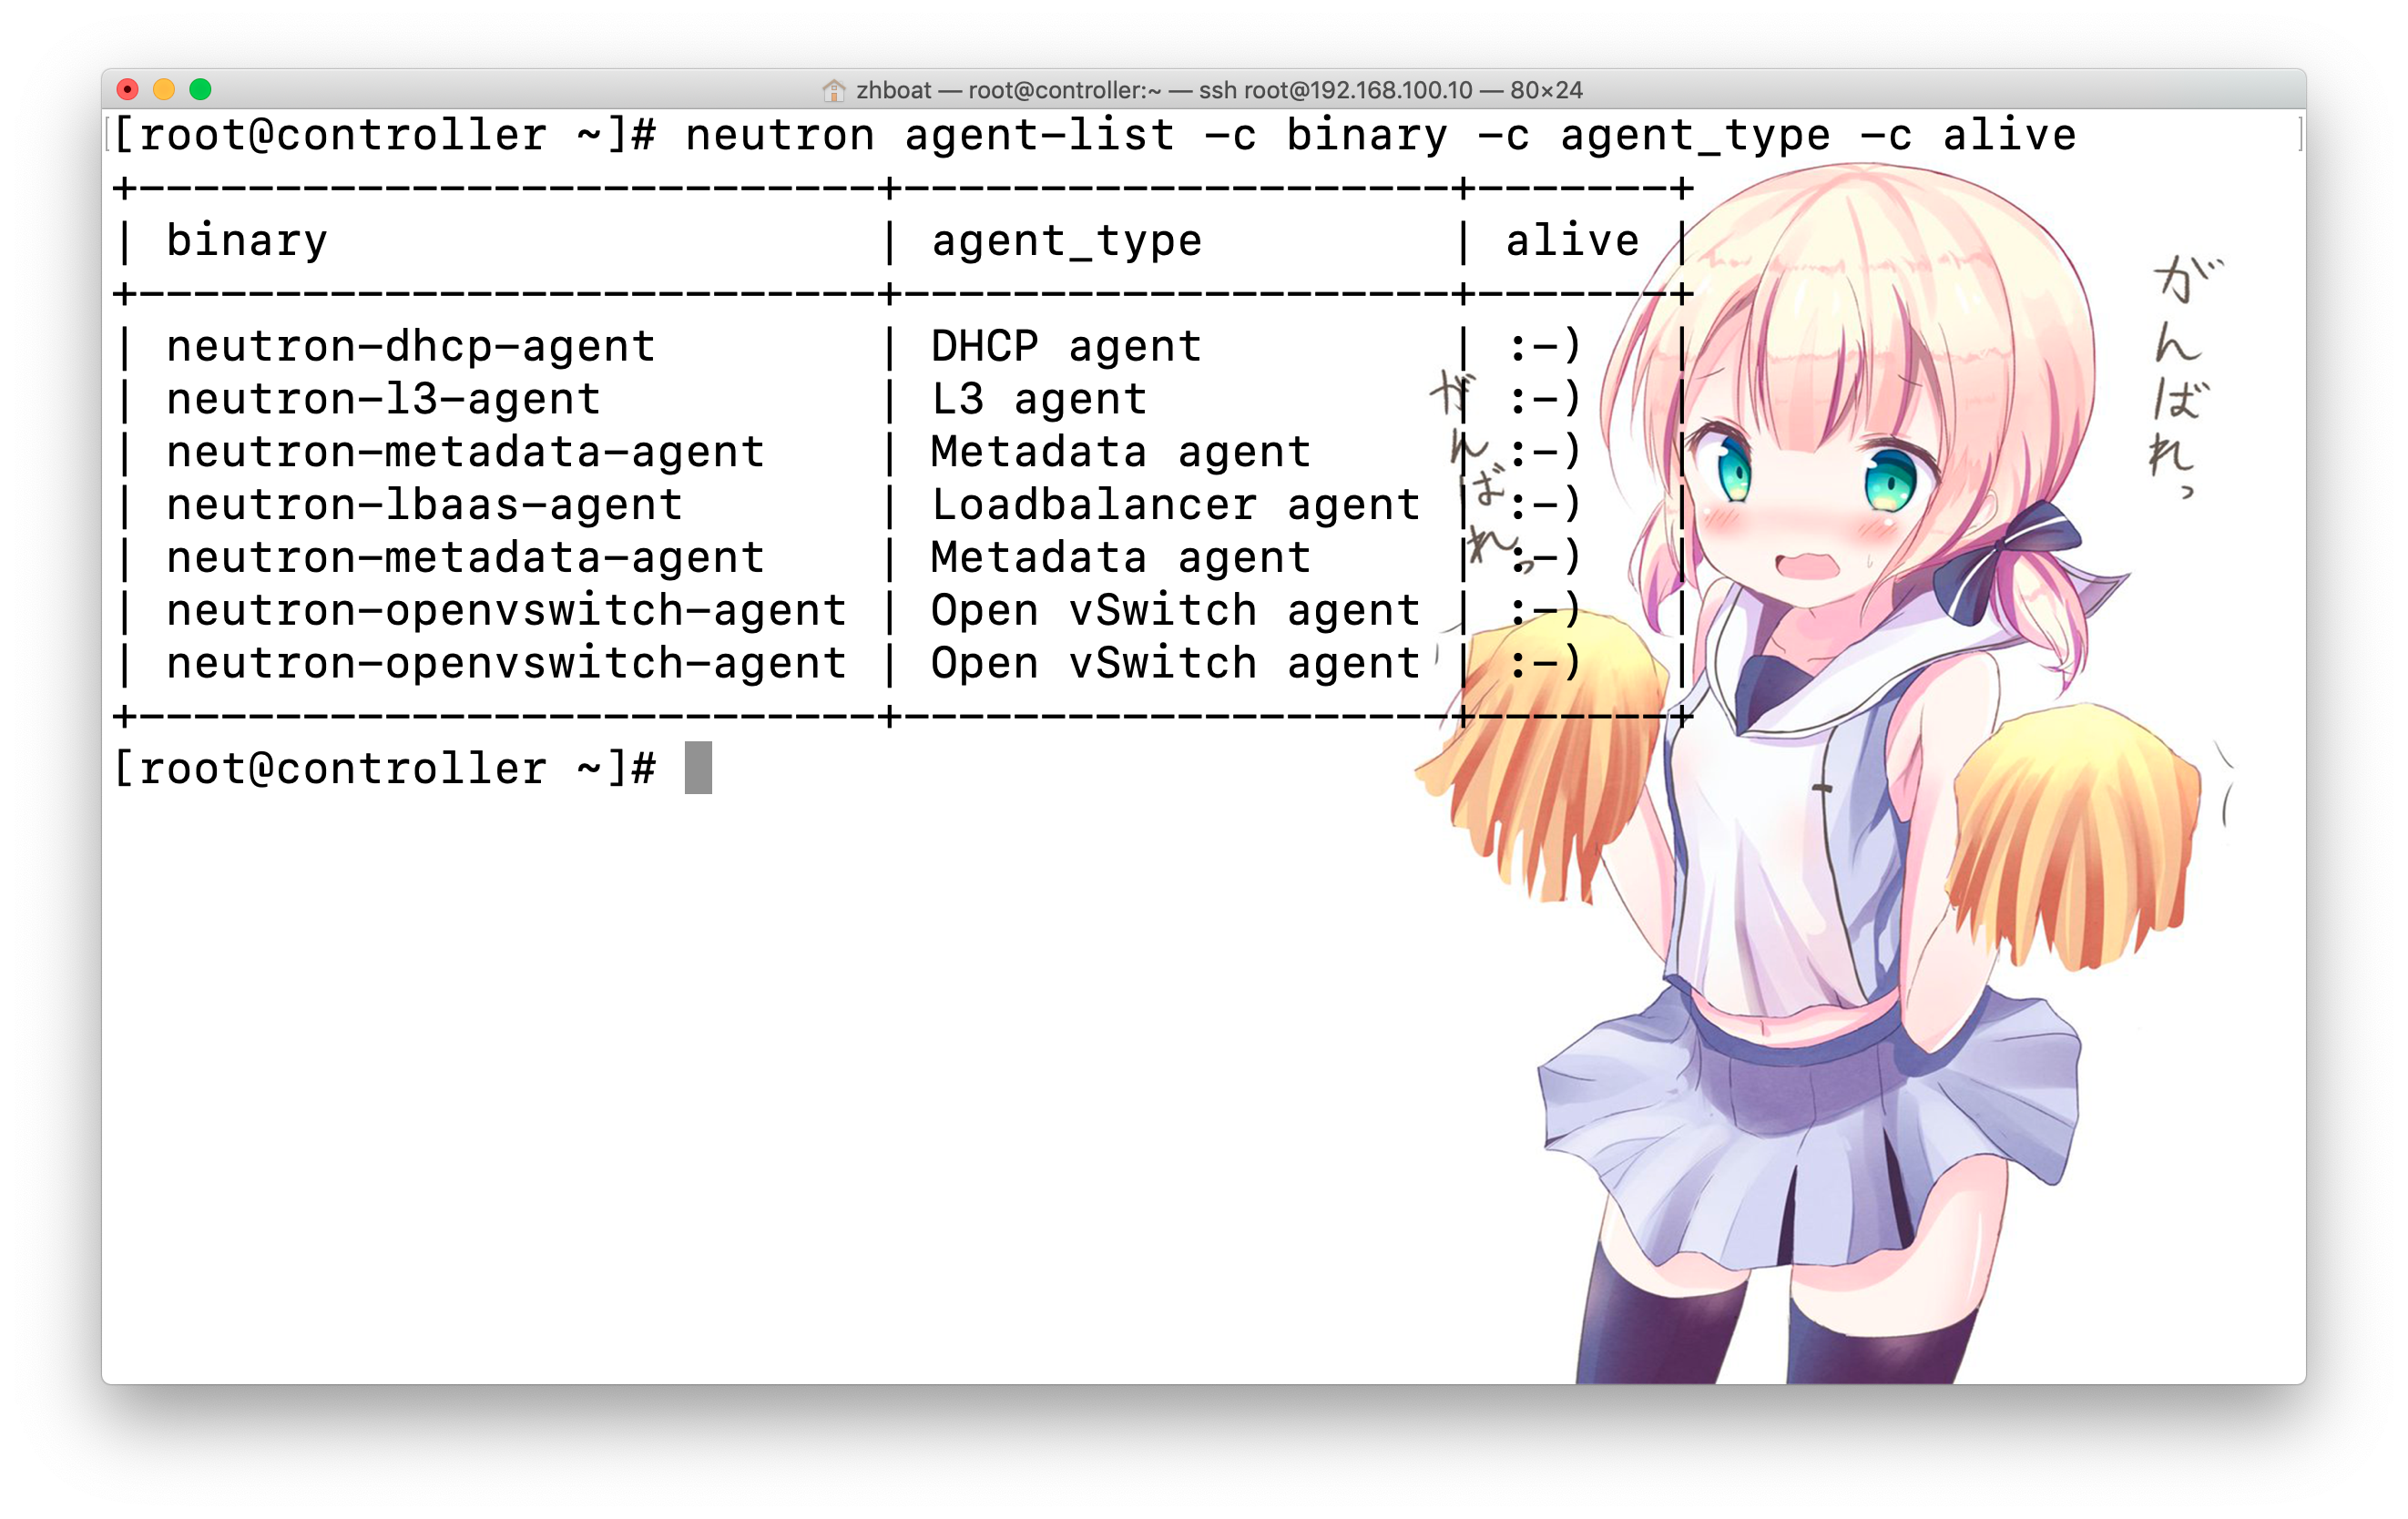 zhboat — root@controller:~ — ssh root@192.168.100.10 — 80×24
[root@controller ~]# neutron agent-list -c binary -c agent_type -c alive
+---------------------------+--------------------+-------+
| binary                    | agent_type         | alive |
+---------------------------+--------------------+-------+
| neutron-dhcp-agent        | DHCP agent         | :-)   |
| neutron-l3-agent          | L3 agent           | :-)   |
| neutron-metadata-agent    | Metadata agent     | :-)   |
| neutron-lbaas-agent       | Loadbalancer agent | :-)   |
| neutron-metadata-agent    | Metadata agent     | :-)   |
| neutron-openvswitch-agent | Open vSwitch agent | :-)   |
| neutron-openvswitch-agent | Open vSwitch agent | :-)   |
+---------------------------+--------------------+-------+
[root@controller ~]#
がんばれっ
がんばれっ